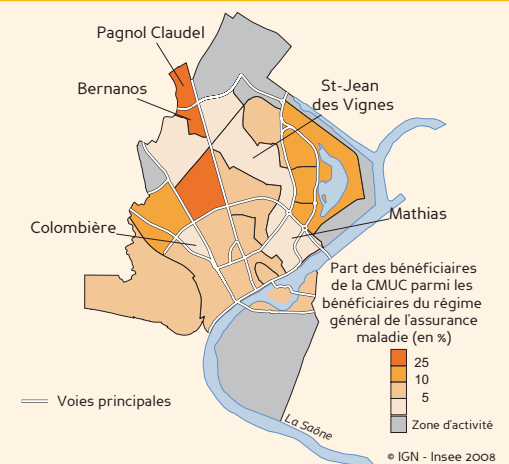 Pagnol Claudel
Bernanos
St-Jean
des Vignes
Mathias
Colombière
Part des bénéficiaires
de la CMUC parmi les
bénéficiaires du régime
général de l'assurance
maladie (en %)
25
10
5
Zone d'activité
Voies principales
La Saône
© IGN - Insee 2008